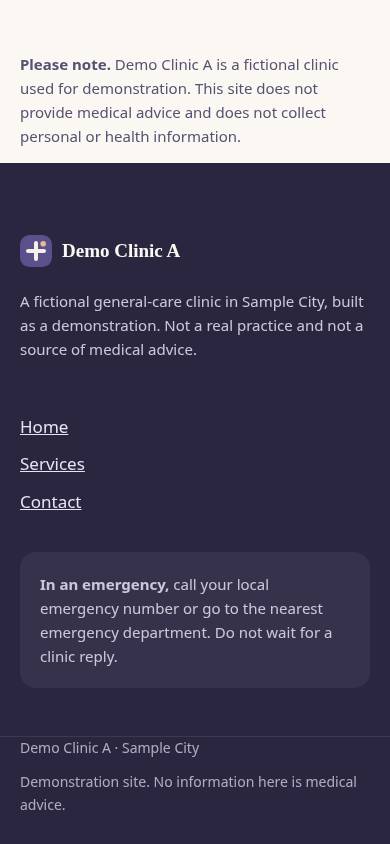 Please note. Demo Clinic A is a fictional clinic
used for demonstration. This site does not
provide medical advice and does not collect
personal or health information.
Demo Clinic A
A fictional general-care clinic in Sample City, built
as a demonstration. Not a real practice and not a
source of medical advice.
Home
Services
Contact
In an emergency, call your local
emergency number or go to the nearest
emergency department. Do not wait for a
clinic reply.
Demo Clinic A · Sample City
Demonstration site. No information here is medical
advice.